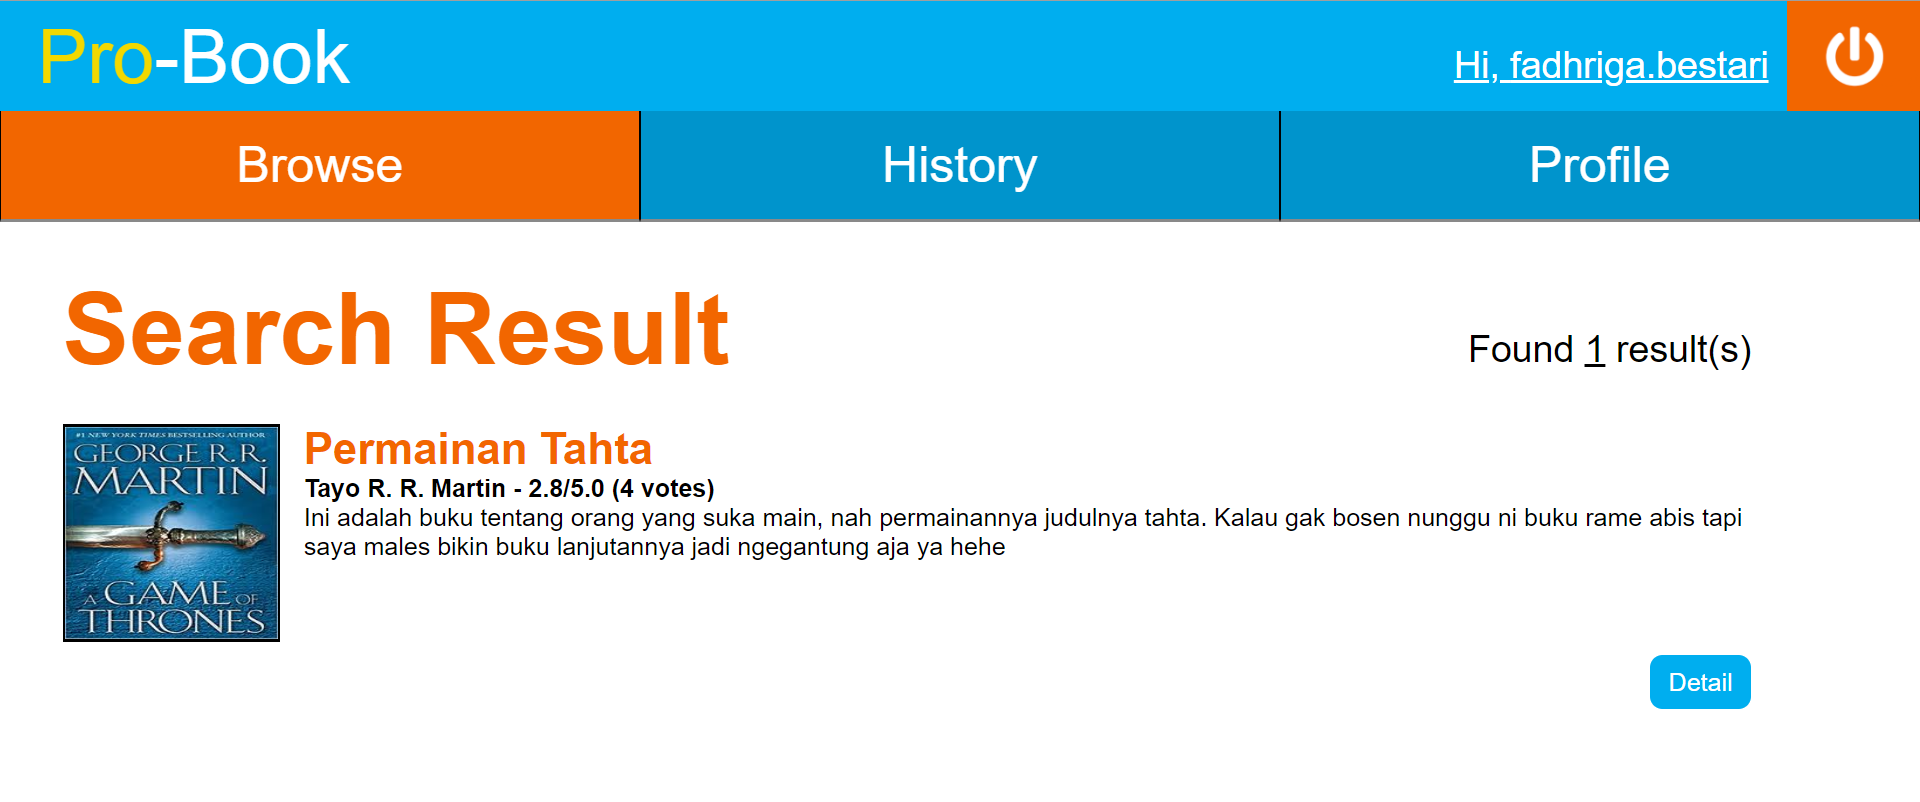 Pro-Book
Hi, fadhriga.bestari
Browse
History
Profile
Search Result
Found 1 result(s)
#1 NEW YORK TIMES BESTSELLING AUTHOR
GEORGE R. R.
MARTIN
A GAME OF
THRONES
Permainan Tahta
Tayo R. R. Martin - 2.8/5.0 (4 votes)
Ini adalah buku tentang orang yang suka main, nah permainannya judulnya tahta. Kalau gak bosen nunggu ni buku rame abis tapi
saya males bikin buku lanjutannya jadi ngegantung aja ya hehe
Detail